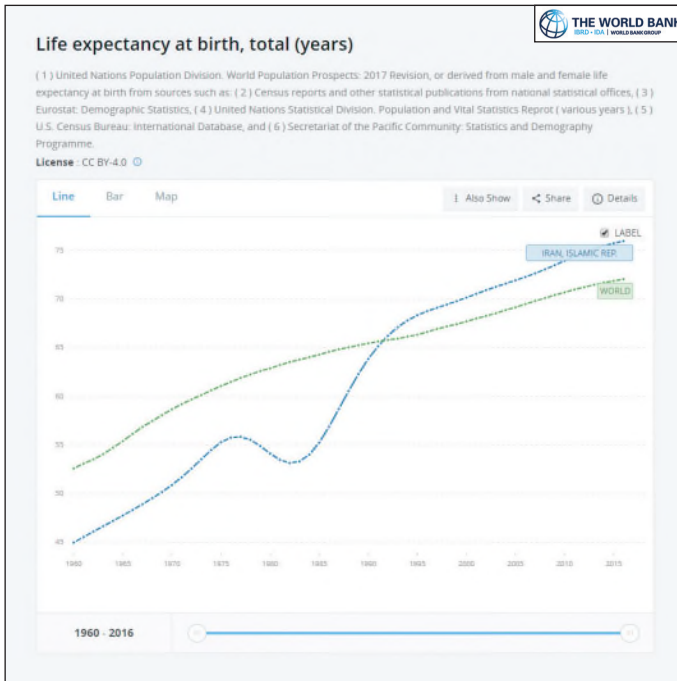 THE WORLD BANK
IBRD • IDA | WORLD BANK GROUP
Life expectancy at birth, total (years)
( 1 ) United Nations Population Division. World Population Prospects: 2017 Revision, or derived from male and female life
expectancy at birth from sources such as: ( 2 ) Census reports and other statistical publications from national statistical offices, ( 3 )
Eurostat: Demographic Statistics, ( 4 ) United Nations Statistical Division. Population and Vital Statistics Reprot ( various years ), ( 5 )
U.S. Census Bureau: International Database, and ( 6 ) Secretariat of the Pacific Community: Statistics and Demography
Programme.
License : CC BY-4.0
Line Bar Map Also Show Share Details
LABEL
75
IRAN, ISLAMIC REP.
70
WORLD
65
60
55
50
45
1960 1965 1970 1975 1980 1985 1990 1995 2000 2005 2010 2015
1960 - 2016